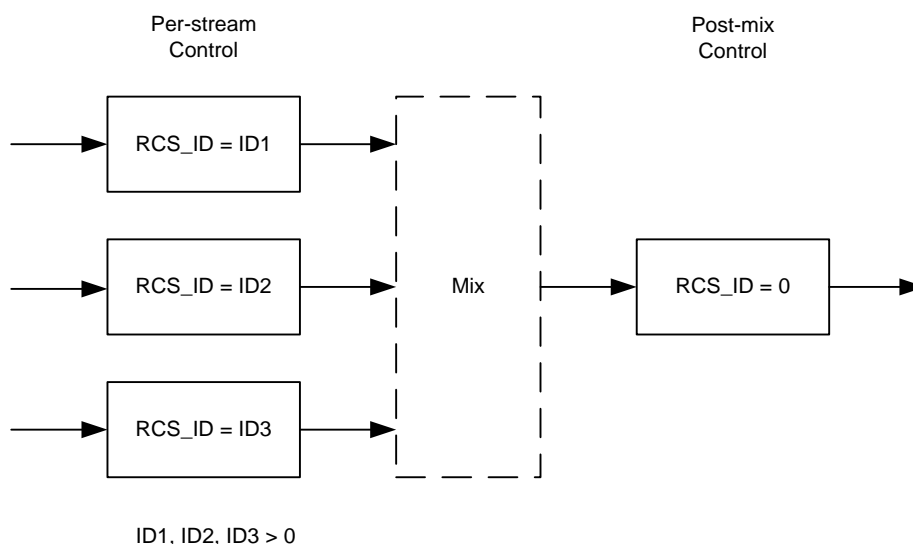 Per-stream
Control
Post-mix
Control
RCS_ID = ID1
RCS_ID = ID2
Mix
RCS_ID = 0
RCS_ID = ID3
ID1, ID2, ID3 > 0